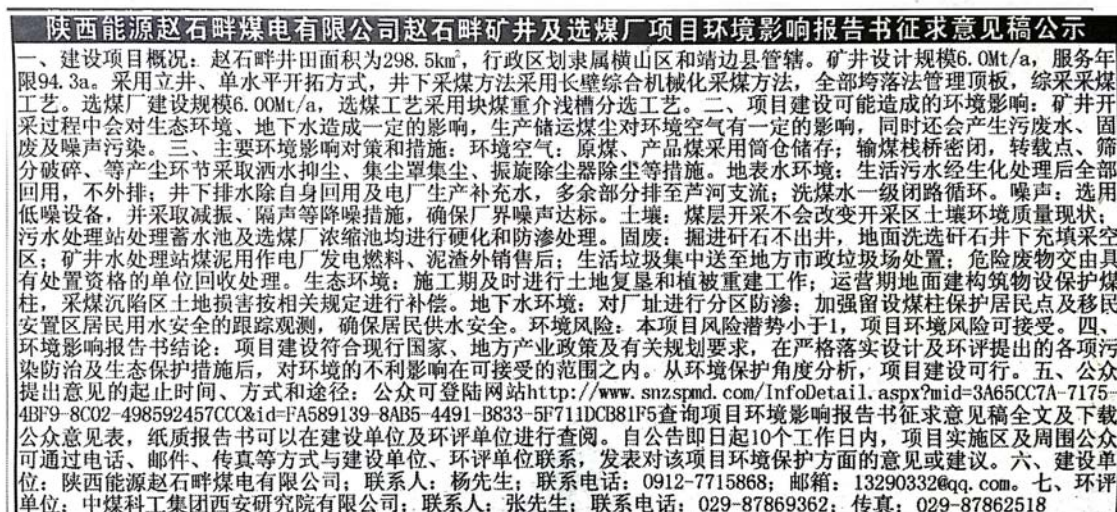 陕西能源赵石畔煤电有限公司赵石畔矿井及选煤厂项目环境影响报告书征求意见稿公示
一、建设项目概况：赵石畔井田面积为298.5km²，行政区划隶属横山区和靖边县管辖。矿井设计规模6.0Mt/a，服务年
限94.3a。采用立井、单水平开拓方式，井下采煤方法采用长壁综合机械化采煤方法，全部垮落法管理顶板，综采采煤
工艺。选煤厂建设规模6.00Mt/a，选煤工艺采用块煤重介浅槽分选工艺。二、项目建设可能造成的环境影响：矿井开
采过程中会对生态环境、地下水造成一定的影响，生产储运煤尘对环境空气有一定的影响，同时还会产生污废水、固
废及噪声污染。三、主要环境影响对策和措施：环境空气：原煤、产品煤采用筒仓储存；输煤栈桥密闭，转载点、筛
分破碎、等产尘环节采取洒水抑尘、集尘罩集尘、振旋除尘器除尘等措施。地表水环境：生活污水经生化处理后全部
回用，不外排；井下排水除自身回用及电厂生产补充水，多余部分排至芦河支流；洗煤水一级闭路循环。噪声：选用
低噪设备，并采取减振、隔声等降噪措施，确保厂界噪声达标。土壤：煤层开采不会改变开采区土壤环境质量现状；
污水处理站处理蓄水池及选煤厂浓缩池均进行硬化和防渗处理。固废：掘进矸石不出井，地面洗选矸石井下充填采空
区；矿井水处理站煤泥用作电厂发电燃料、泥渣外销售后；生活垃圾集中送至地方市政垃圾场处置；危险废物交由具
有处置资格的单位回收处理。生态环境：施工期及时进行土地复垦和植被重建工作；运营期地面建构筑物设保护煤
柱，采煤沉陷区土地损害按相关规定进行补偿。地下水环境：对厂址进行分区防渗；加强留设煤柱保护居民点及移民
安置区居民用水安全的跟踪观测，确保居民供水安全。环境风险：本项目风险潜势小于1，项目环境风险可接受。四、
环境影响报告书结论：项目建设符合现行国家、地方产业政策及有关规划要求，在严格落实设计及环评提出的各项污
染防治及生态保护措施后，对环境的不利影响在可接受的范围之内。从环境保护角度分析，项目建设可行。五、公众
提出意见的起止时间、方式和途径：公众可登陆网站http://www.snzspmd.com/InfoDetail.aspx?mid=3A65CC7A-7175-
4BF9-8C02-498592457CCC&id=FA589139-8AB5-4491-B833-5F711DCB81F5查询项目环境影响报告书征求意见稿全文及下载
公众意见表，纸质报告书可以在建设单位及环评单位进行查阅。自公告即日起10个工作日内，项目实施区及周围公众
可通过电话、邮件、传真等方式与建设单位、环评单位联系，发表对该项目环境保护方面的意见或建议。六、建设单
位：陕西能源赵石畔煤电有限公司；联系人：杨先生；联系电话：0912-7715868；邮箱：13290332@qq.com。七、环评
单位：中煤科工集团西安研究院有限公司；联系人：张先生；联系电话：029-87869362；传真：029-87862518